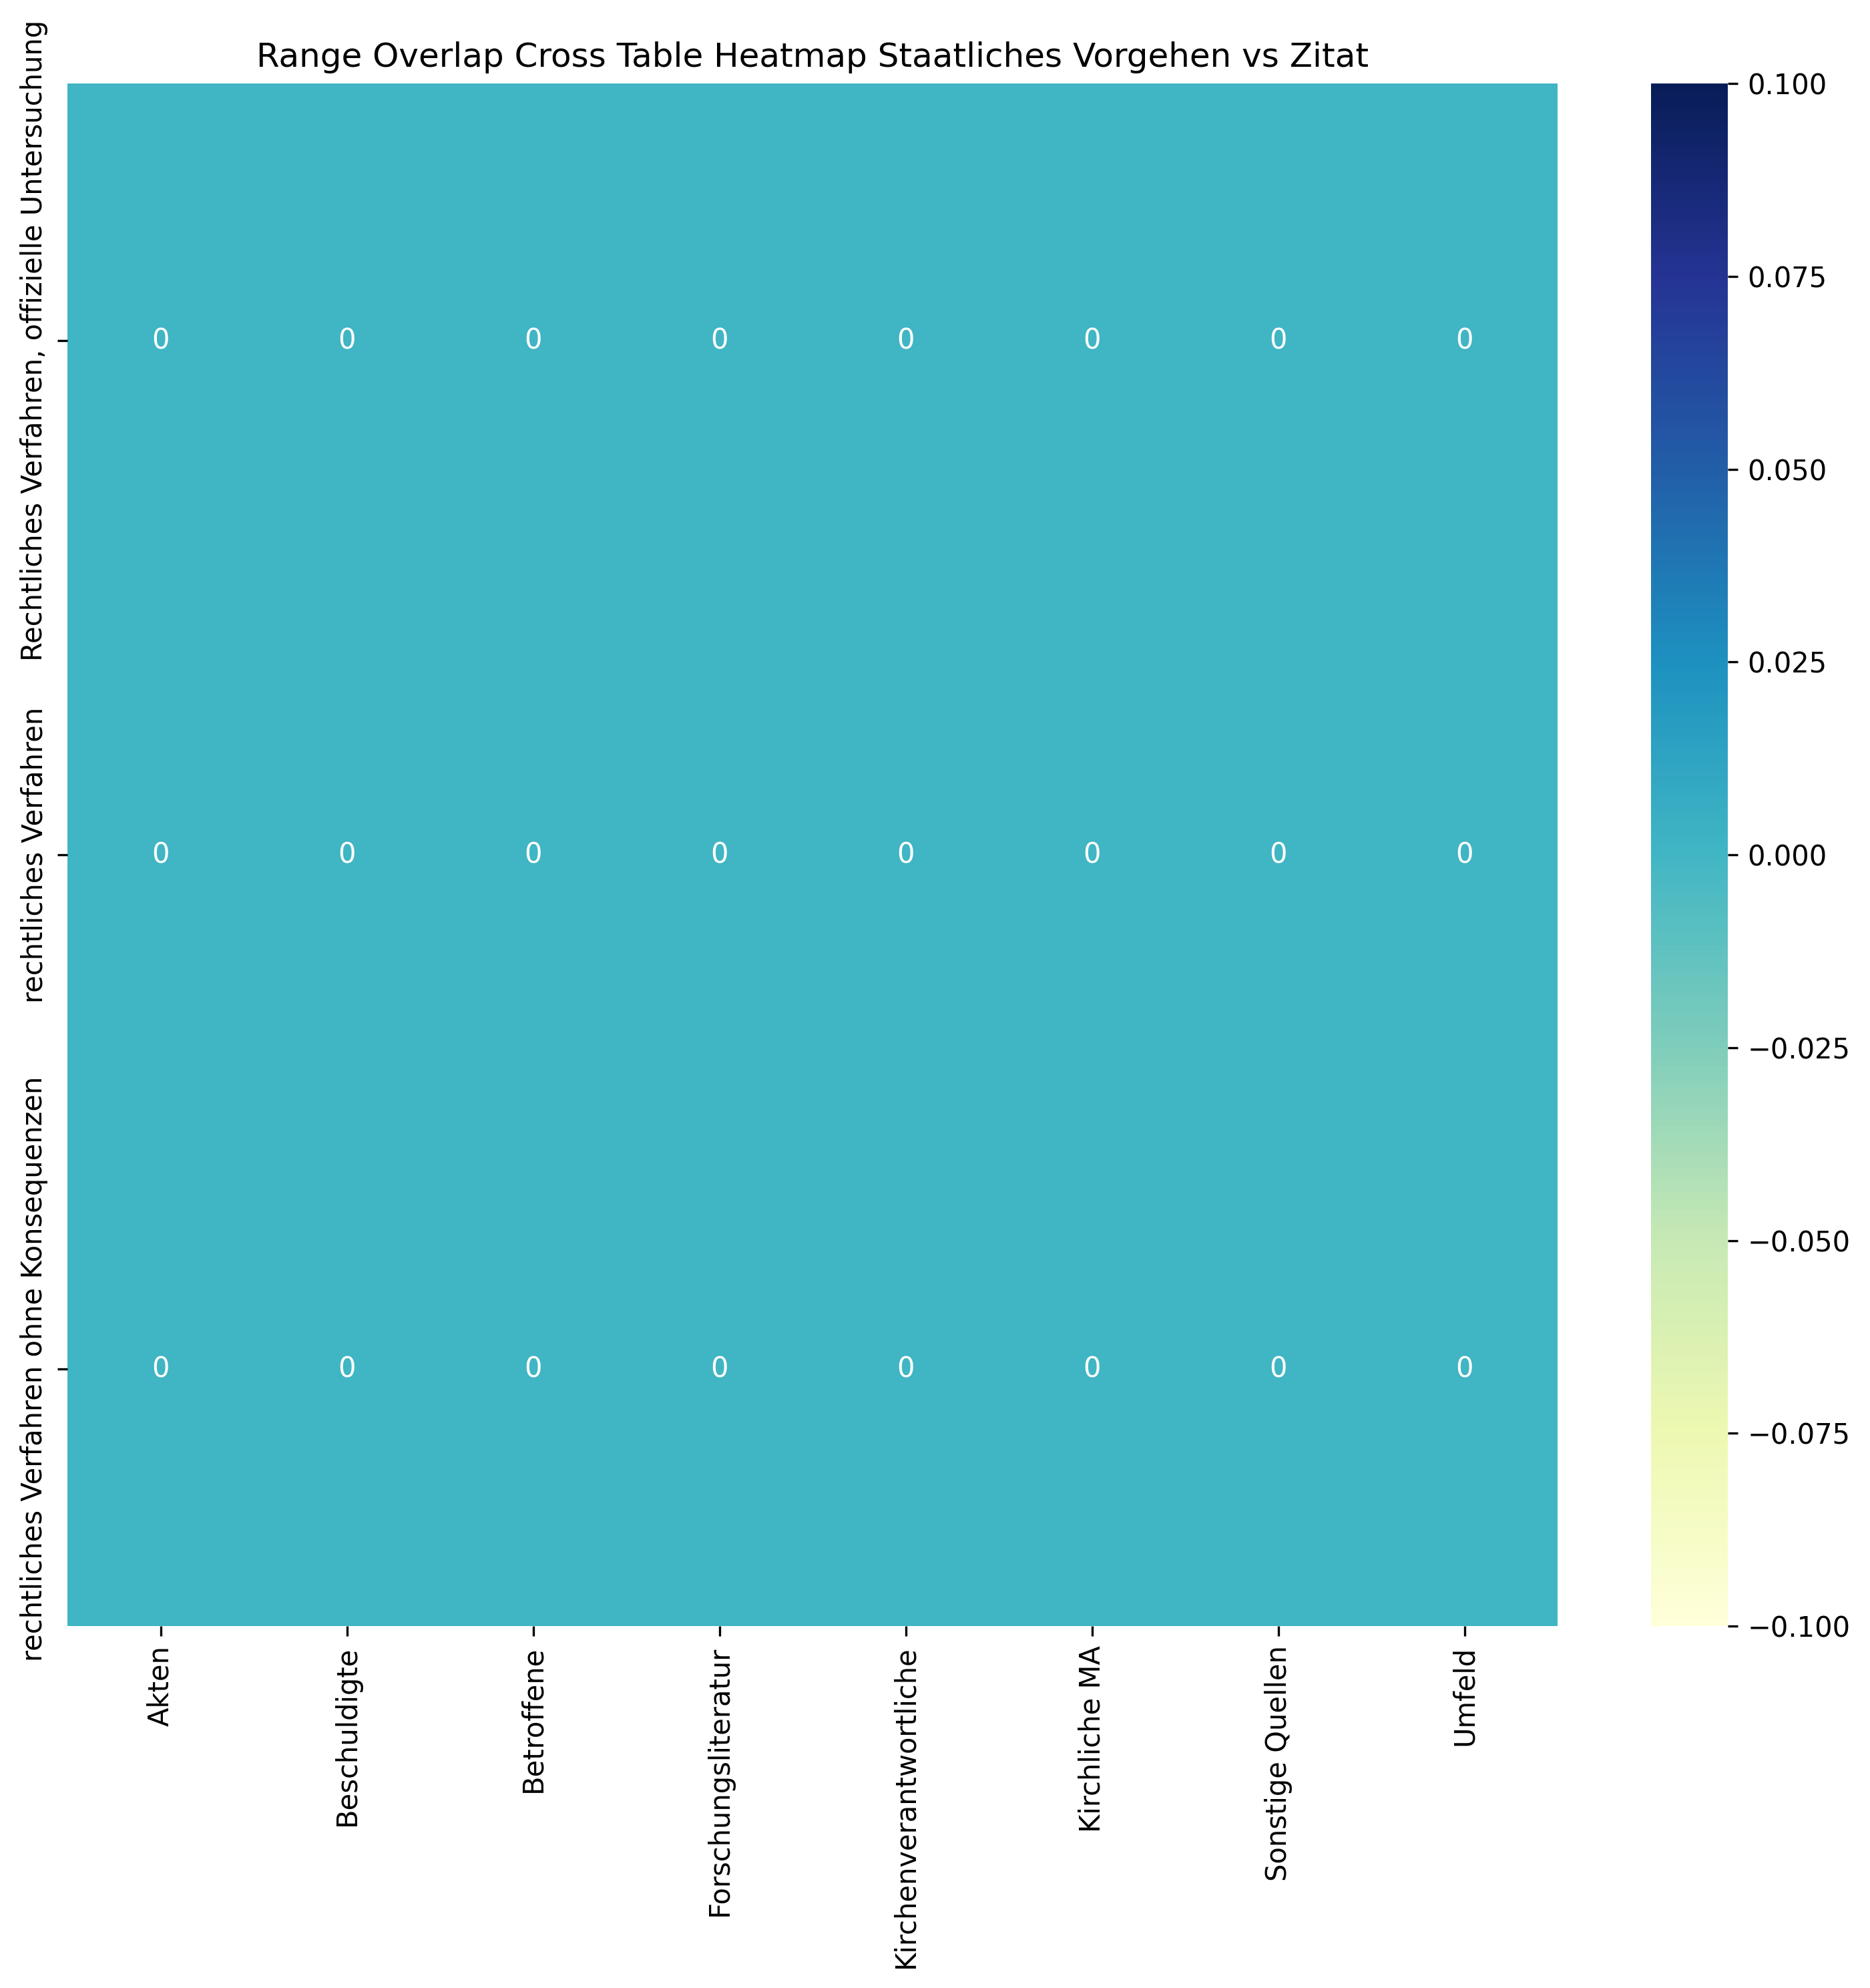 Range Overlap Cross Table Heatmap Staatliches Vorgehen vs Zitat
Rechtliches Verfahren, offizielle Untersuchung
0 0 0 0 0 0 0 0
rechtliches Verfahren
0 0 0 0 0 0 0 0
rechtliches Verfahren ohne Konsequenzen
0 0 0 0 0 0 0 0
Akten
Beschuldigte
Betroffene
Forschungsliteratur
Kirchenverantwortliche
Kirchliche MA
Sonstige Quellen
Umfeld
0.100
0.075
0.050
0.025
0.000
−0.025
−0.050
−0.075
−0.100